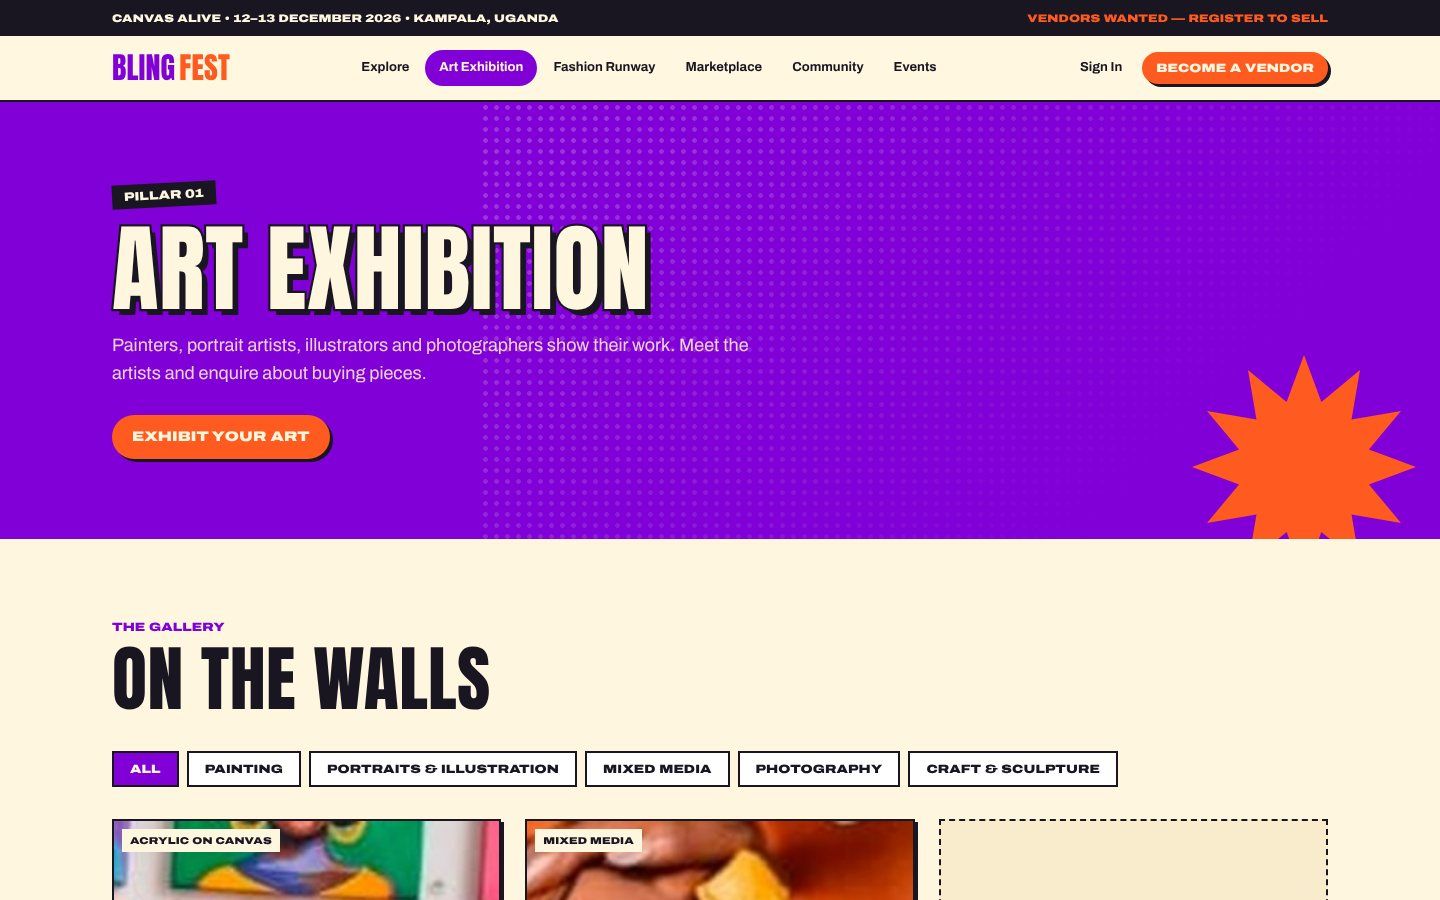 CANVAS ALIVE • 12–13 DECEMBER 2026 • KAMPALA, UGANDA
VENDORS WANTED — REGISTER TO SELL
BLING FEST
Explore
Art Exhibition
Fashion Runway
Marketplace
Community
Events
Sign In
BECOME A VENDOR
PILLAR 01
ART EXHIBITION
Painters, portrait artists, illustrators and photographers show their work. Meet the
artists and enquire about buying pieces.
EXHIBIT YOUR ART
THE GALLERY
ON THE WALLS
ALL
PAINTING
PORTRAITS & ILLUSTRATION
MIXED MEDIA
PHOTOGRAPHY
CRAFT & SCULPTURE
ACRYLIC ON CANVAS
MIXED MEDIA